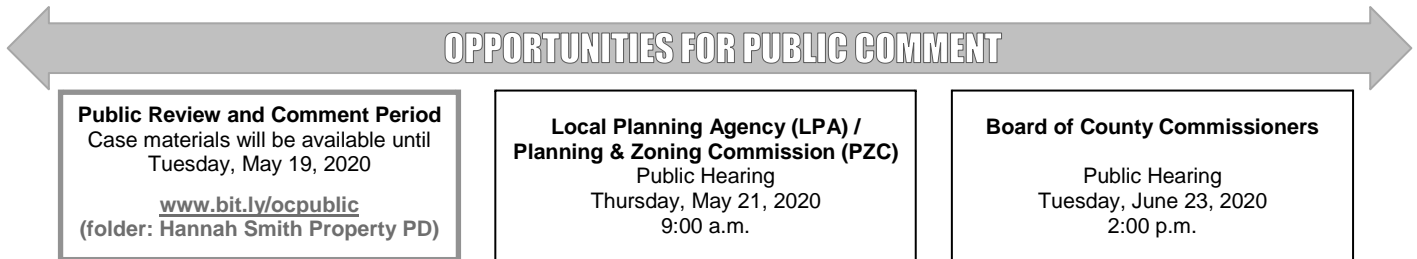 OPPORTUNITIES FOR PUBLIC COMMENT
Public Review and Comment Period
Case materials will be available until
Tuesday, May 19, 2020
www.bit.ly/ocpublic
(folder: Hannah Smith Property PD)
Local Planning Agency (LPA) /
Planning & Zoning Commission (PZC)
Public Hearing
Thursday, May 21, 2020
9:00 a.m.
Board of County Commissioners
Public Hearing
Tuesday, June 23, 2020
2:00 p.m.